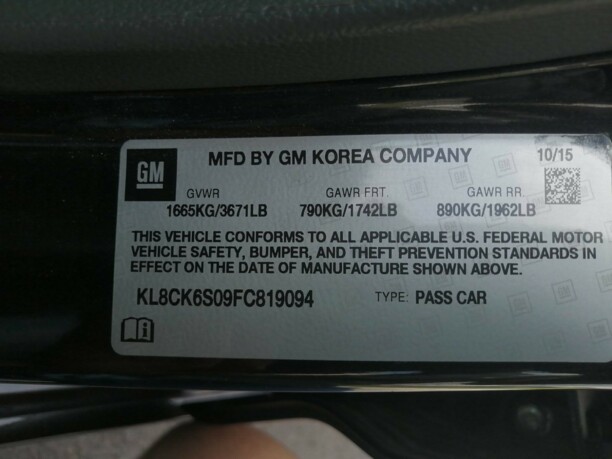 GM
MFD BY GM KOREA COMPANY 10/15
GVWR GAWR FRT. GAWR RR.
1665KG/3671LB 790KG/1742LB 890KG/1962LB
THIS VEHICLE CONFORMS TO ALL APPLICABLE U.S. FEDERAL MOTOR
VEHICLE SAFETY, BUMPER, AND THEFT PREVENTION STANDARDS IN
EFFECT ON THE DATE OF MANUFACTURE SHOWN ABOVE.
KL8CK6S09FC819094 TYPE: PASS CAR